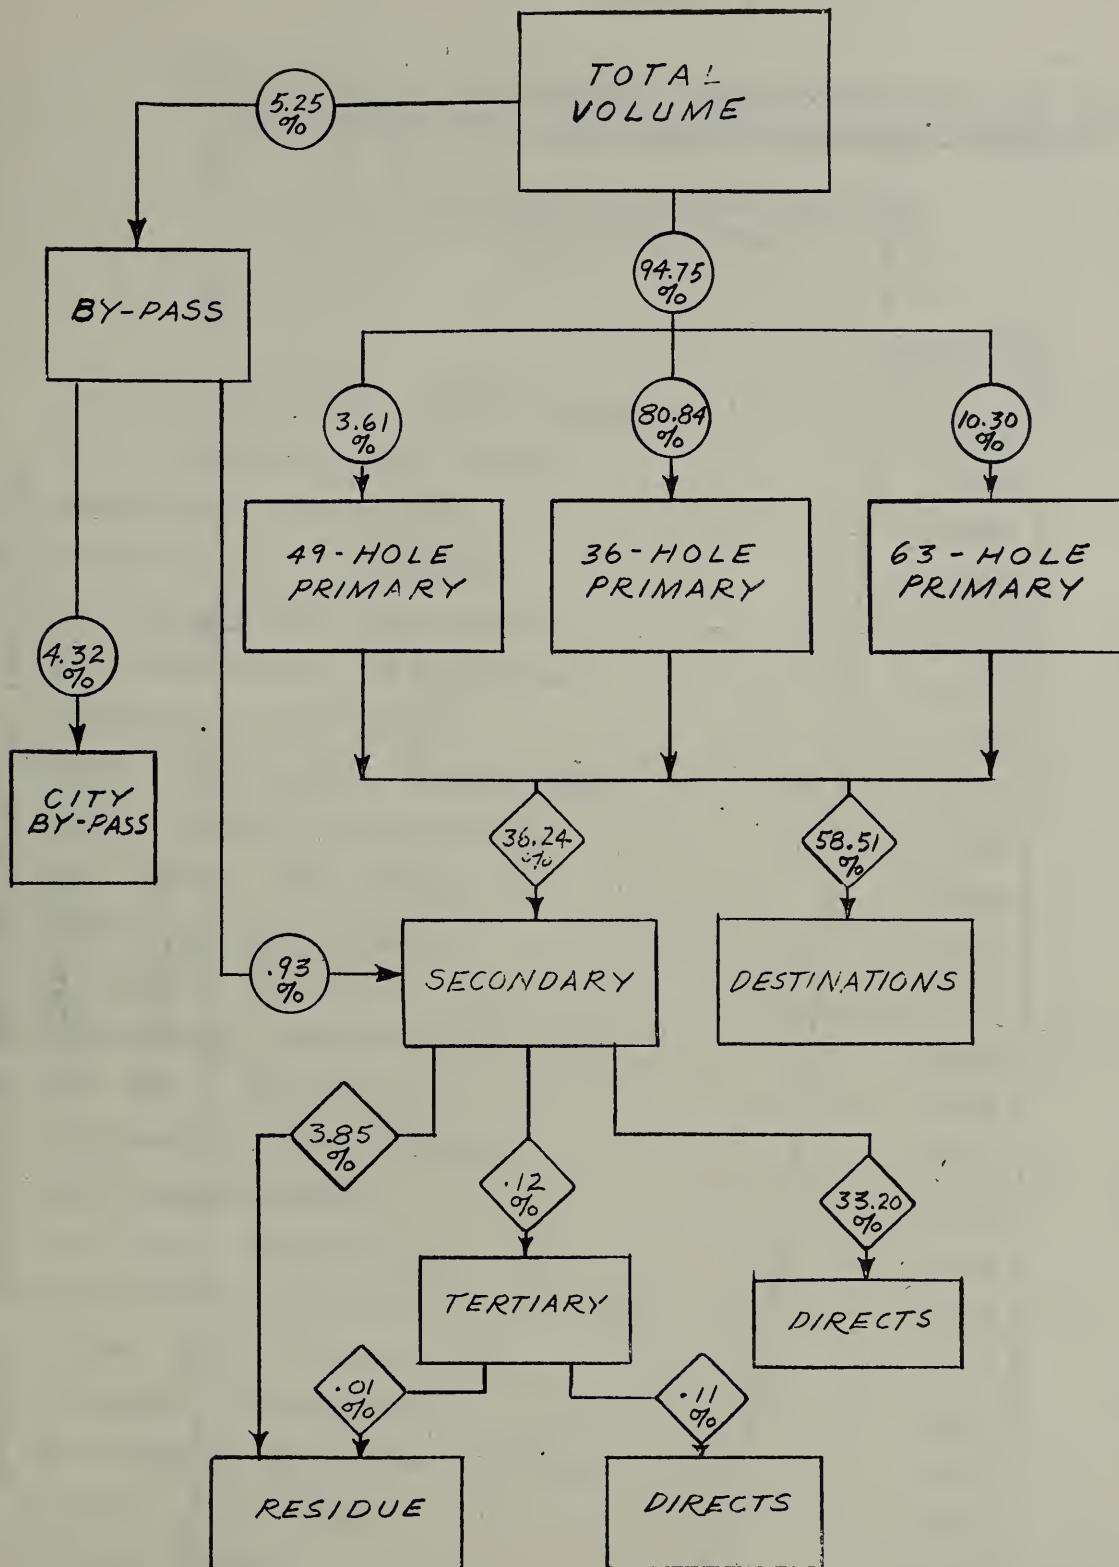 TOTAL
VOLUME
5.25
%
94.75
%
BY-PASS
3.61
%
80.84
%
10.30
%
49-HOLE
PRIMARY
36-HOLE
PRIMARY
63-HOLE
PRIMARY
4.32
%
CITY
BY-PASS
36.24
%
58.51
%
.93
%
SECONDARY
DESTINATIONS
3.85
%
.12
%
33.20
%
TERTIARY
DIRECTS
.01
%
.11
%
RESIDUE
DIRECTS